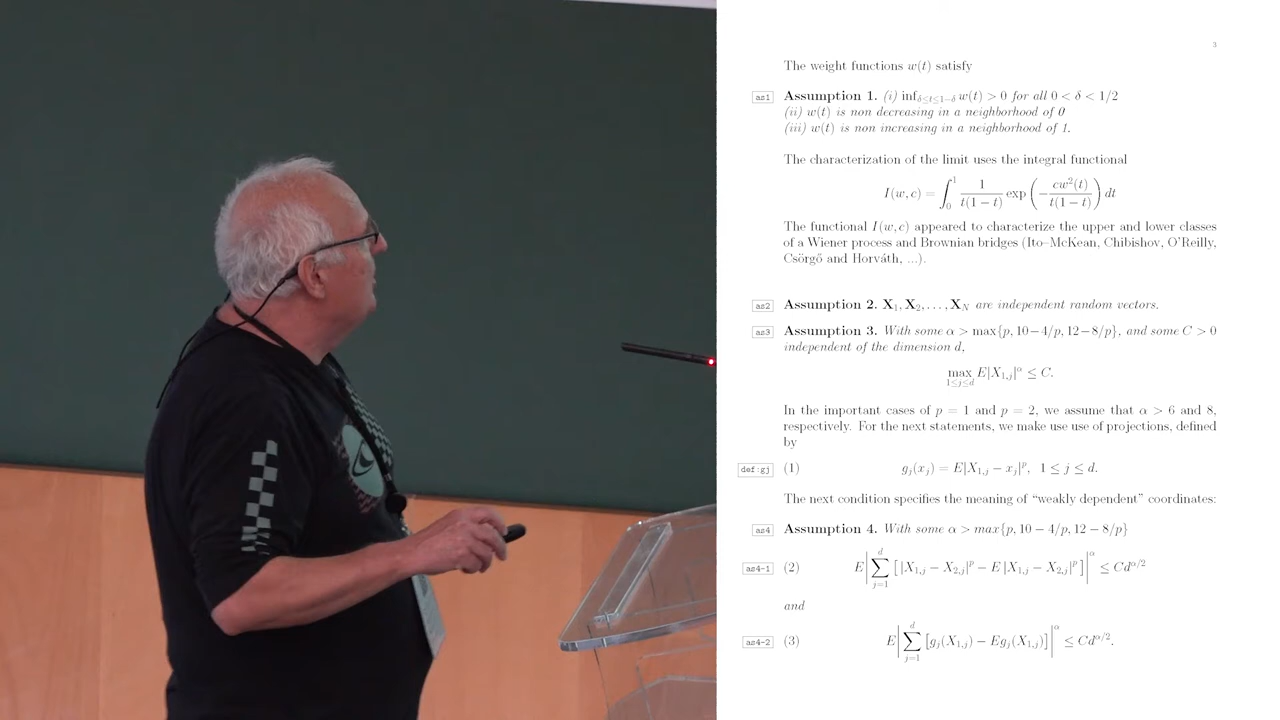 3
The weight functions w(t) satisfy
as1 Assumption 1. (i) inf_{δ≤t≤1−δ} w(t) > 0 for all 0 < δ < 1/2
(ii) w(t) is non decreasing in a neighborhood of 0
(iii) w(t) is non increasing in a neighborhood of 1.
The characterization of the limit uses the integral functional
I(w, c) = ∫_0^1 \frac{1}{t(1 − t)} exp ( − \frac{cw^2(t)}{t(1 − t)} ) dt
The functional I(w, c) appeared to characterize the upper and lower classes
of a Wiener process and Brownian bridges (Ito–McKean, Chibishov, O'Reilly,
Csörgő and Horváth, ...).
as2 Assumption 2. X_1, X_2, . . . , X_N are independent random vectors.
as3 Assumption 3. With some α > max{p, 10−4/p, 12−8/p}, and some C > 0
independent of the dimension d,
max_{1≤j≤d} E|X_{1,j}|^α ≤ C.
In the important cases of p = 1 and p = 2, we assume that α > 6 and 8,
respectively. For the next statements, we make use use of projections, defined
by
def:gj (1) g_j(x_j) = E|X_{1,j} − x_j|^p, 1 ≤ j ≤ d.
The next condition specifies the meaning of “weakly dependent” coordinates:
as4 Assumption 4. With some α > max{p, 10 − 4/p, 12 − 8/p}
as4-1 (2) E | ∑_{j=1}^d [ |X_{1,j} − X_{2,j}|^p − E |X_{1,j} − X_{2,j}|^p ] |^α ≤ Cd^{α/2}
and
as4-2 (3) E | ∑_{j=1}^d [g_j(X_{1,j}) − Eg_j(X_{1,j})] |^α ≤ Cd^{α/2}.